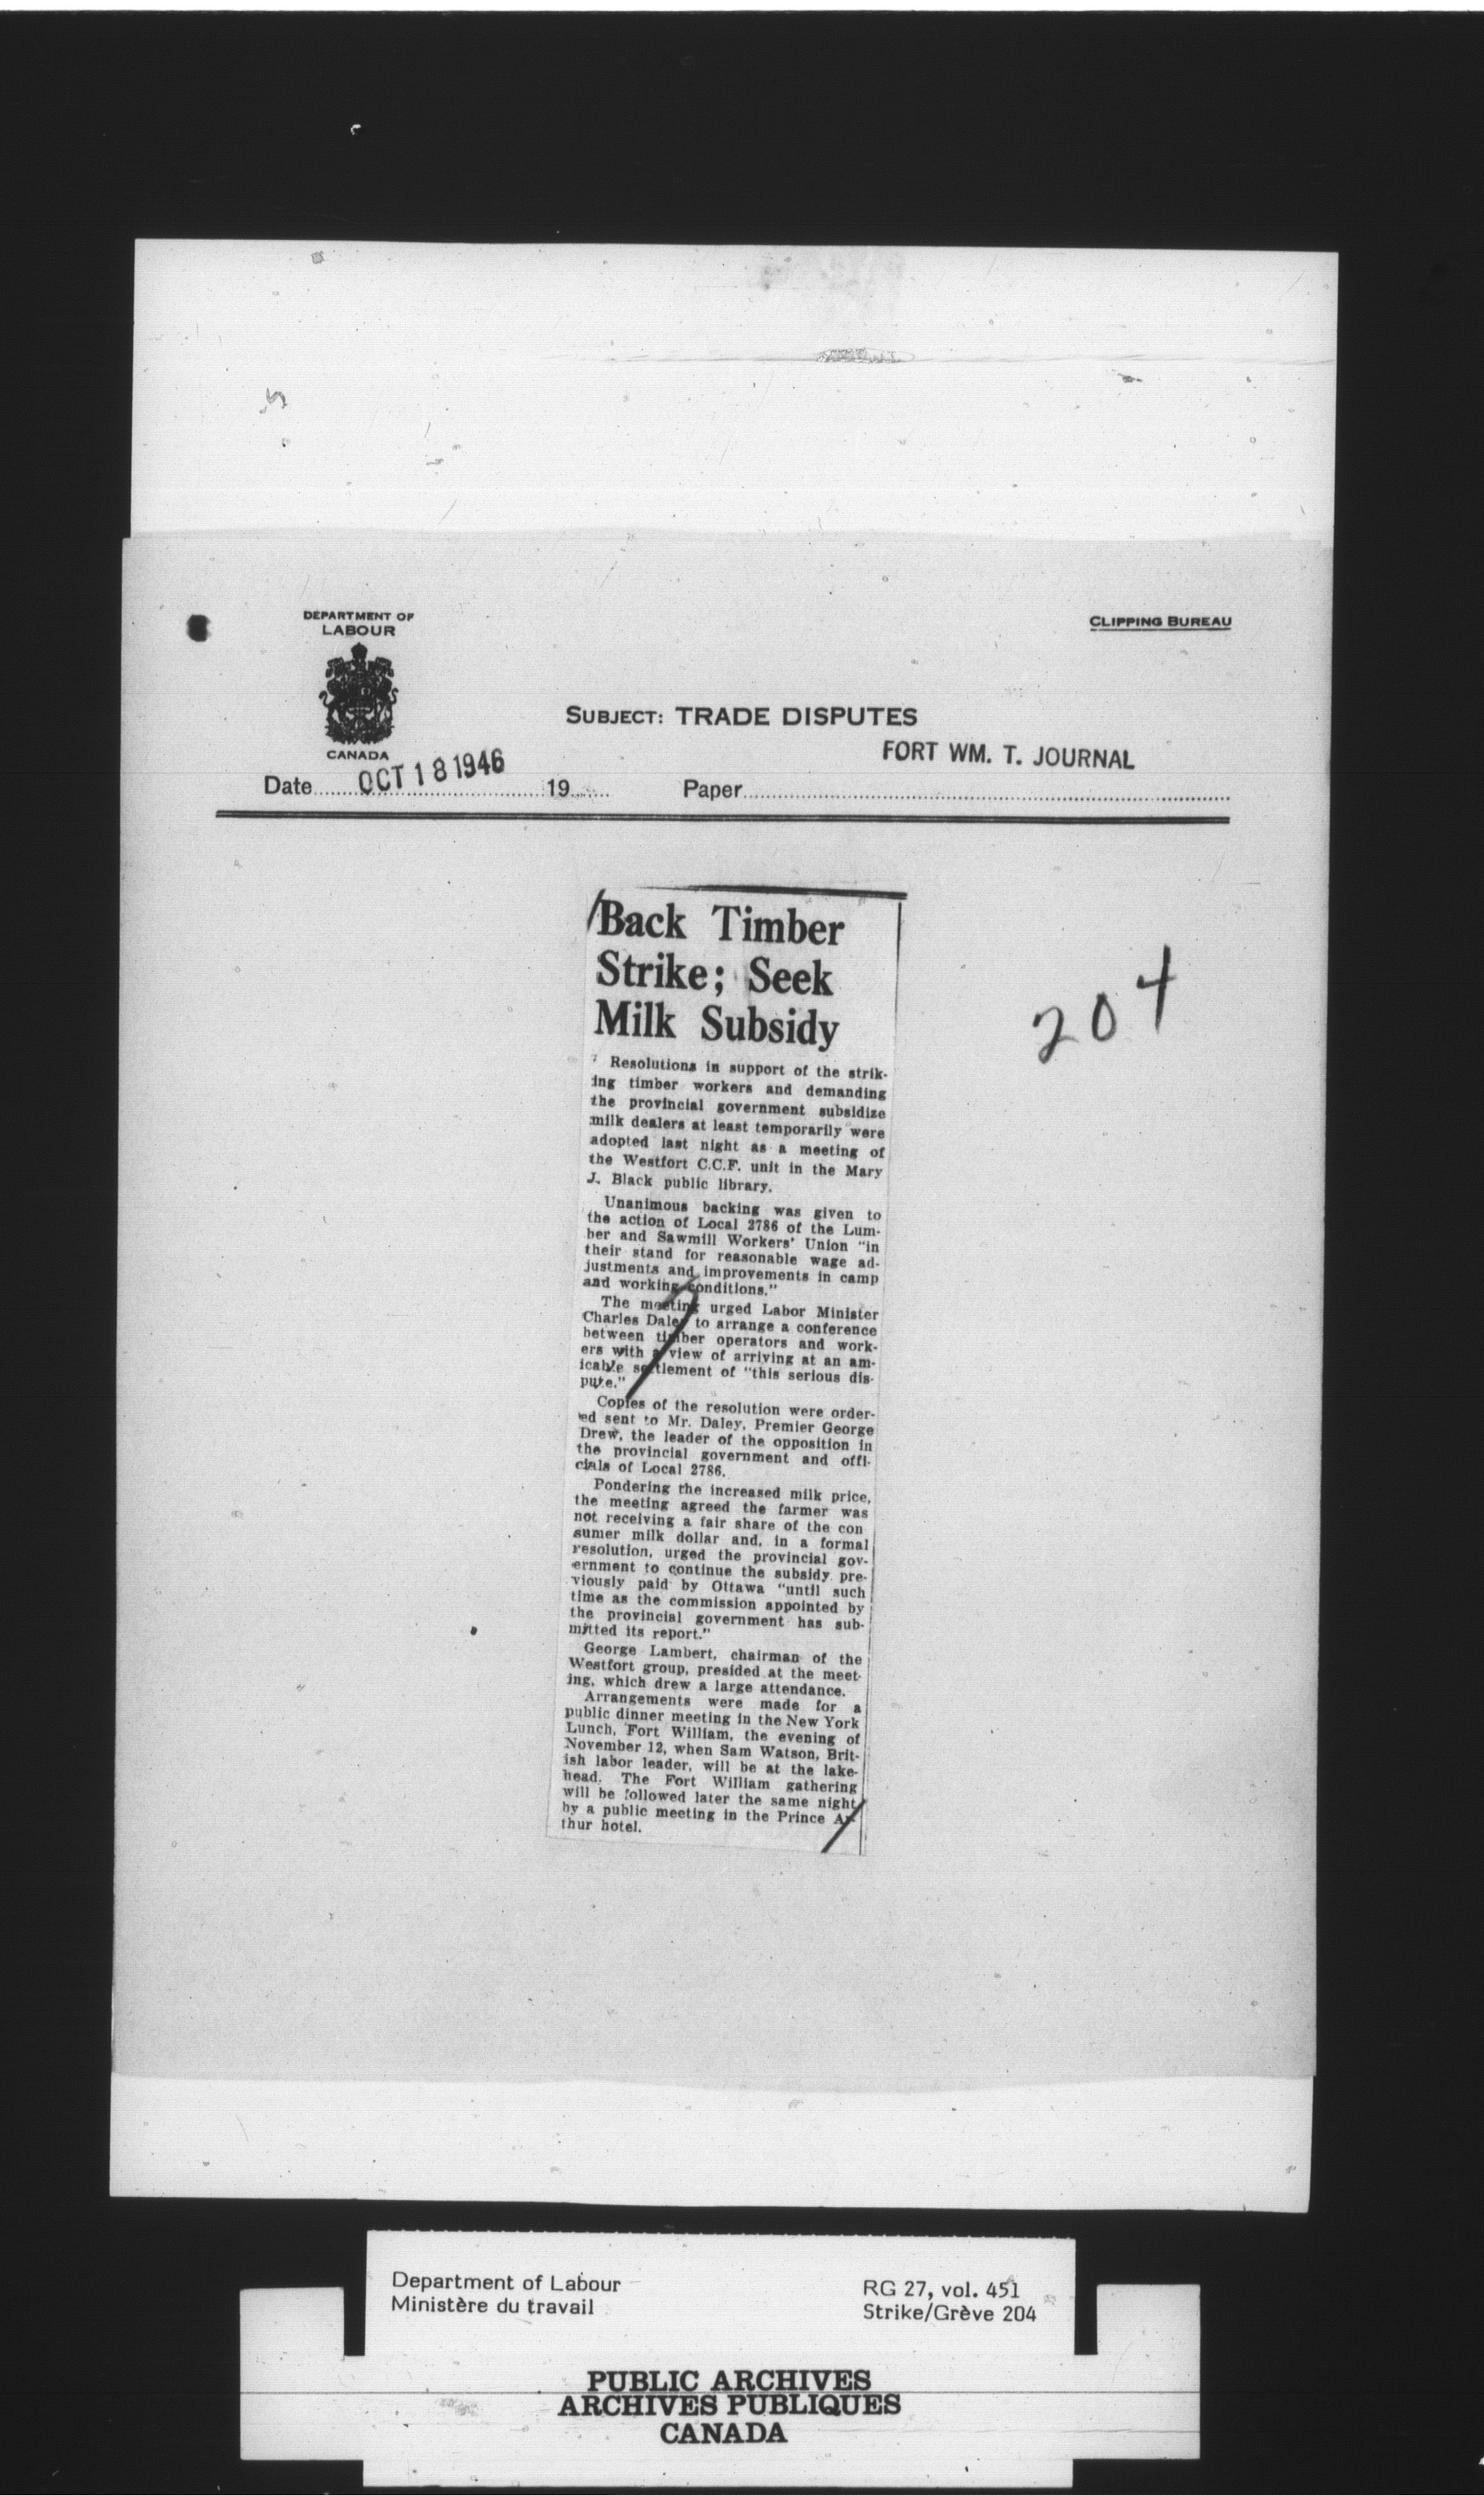 DEPARTMENT OF
LABOUR
CANADA
CLIPPING BUREAU
SUBJECT: TRADE DISPUTES
FORT WM. T. JOURNAL
Date OCT 18 1946 19 Paper
204
Back Timber
Strike; Seek
Milk Subsidy
Resolutions in support of the strik-
ing timber workers and demanding
the provincial government subsidize
milk dealers at least temporarily were
adopted last night as a meeting of
the Westfort C.C.F. unit in the Mary
J. Black public library.
Unanimous backing was given to
the action of Local 2786 of the Lum-
ber and Sawmill Workers' Union "in
their stand for reasonable wage ad-
justments and improvements in camp
and working conditions."
The meeting urged Labor Minister
Charles Daley to arrange a conference
between timber operators and work-
ers with a view of arriving at an am-
icable settlement of "this serious dis-
pute."
Copies of the resolution were order-
ed sent to Mr. Daley, Premier George
Drew, the leader of the opposition in
the provincial government and offi-
cials of Local 2786.
Pondering the increased milk price,
the meeting agreed the farmer was
not receiving a fair share of the con
sumer milk dollar and, in a formal
resolution, urged the provincial gov-
ernment to continue the subsidy pre-
viously paid by Ottawa "until such
time as the commission appointed by
the provincial government has sub-
mitted its report."
George Lambert, chairman of the
Westfort group, presided at the meet-
ing, which drew a large attendance.
Arrangements were made for a
public dinner meeting in the New York
Lunch, Fort William, the evening of
November 12, when Sam Watson, Brit-
ish labor leader, will be at the lake-
head. The Fort William gathering
will be followed later the same night
by a public meeting in the Prince Ar-
thur hotel.
Department of Labour
Ministère du travail
RG 27, vol. 451
Strike/Grève 204
PUBLIC ARCHIVES
ARCHIVES PUBLIQUES
CANADA